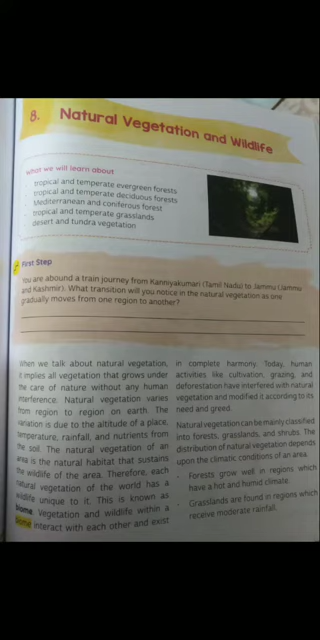 8. Natural Vegetation and Wildlife
What we will learn about
tropical and temperate evergreen forests
tropical and temperate deciduous forests
Mediterranean and coniferous forest
tropical and temperate grasslands
desert and tundra vegetation
First Step
You are abound a train journey from Kanniyakumari (Tamil Nadu) to Jammu (Jammu
and Kashmir). What transition will you notice in the natural vegetation as one
gradually moves from one region to another?
When we talk about natural vegetation,
it implies all vegetation that grows under
the care of nature without any human
interference. Natural vegetation varies
from region to region on earth. The
variation is due to the altitude of a place,
temperature, rainfall, and nutrients from
the soil. The natural vegetation of an
area is the natural habitat that sustains
the wildlife of the area. Therefore, each
natural vegetation of the world has a
wildlife unique to it. This is known as
biome. Vegetation and wildlife within a
biome interact with each other and exist
in complete harmony. Today, human
activities like cultivation, grazing, and
deforestation have interfered with natural
vegetation and modified it according to its
need and greed.
Natural vegetation can be mainly classified
into forests, grasslands, and shrubs. The
distribution of natural vegetation depends
upon the climatic conditions of an area.
· Forests grow well in regions which
have a hot and humid climate.
· Grasslands are found in regions which
receive moderate rainfall.